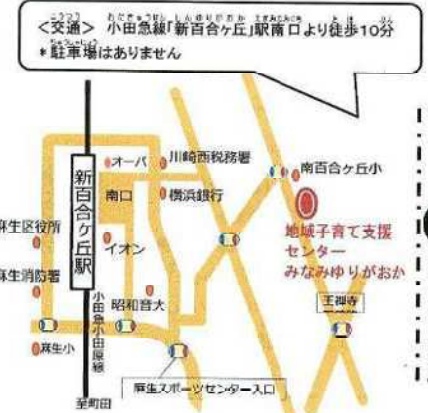 <交通> 小田急線「新百合ヶ丘」駅南口より徒歩10分
*駐車場はありません
オーパ
川崎西税務署
南百合ヶ丘小
新百合ヶ丘駅
南口
横浜銀行
麻生区役所
イオン
地域子育て支援
センター
みなみゆりがおか
麻生消防署
昭和音大
王禅寺
小田急小田原線
麻生小
麻生スポーツセンター入口
至町田